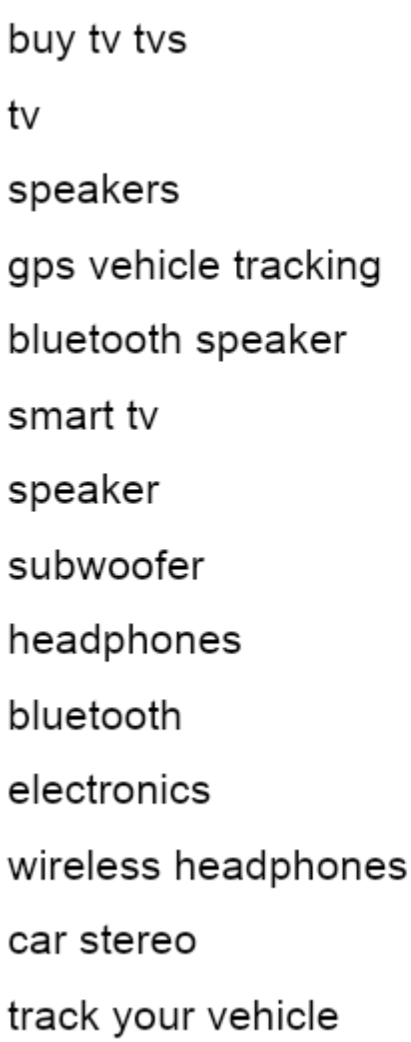 buy tv tvs
tv
speakers
gps vehicle tracking
bluetooth speaker
smart tv
speaker
subwoofer
headphones
bluetooth
electronics
wireless headphones
car stereo
track your vehicle